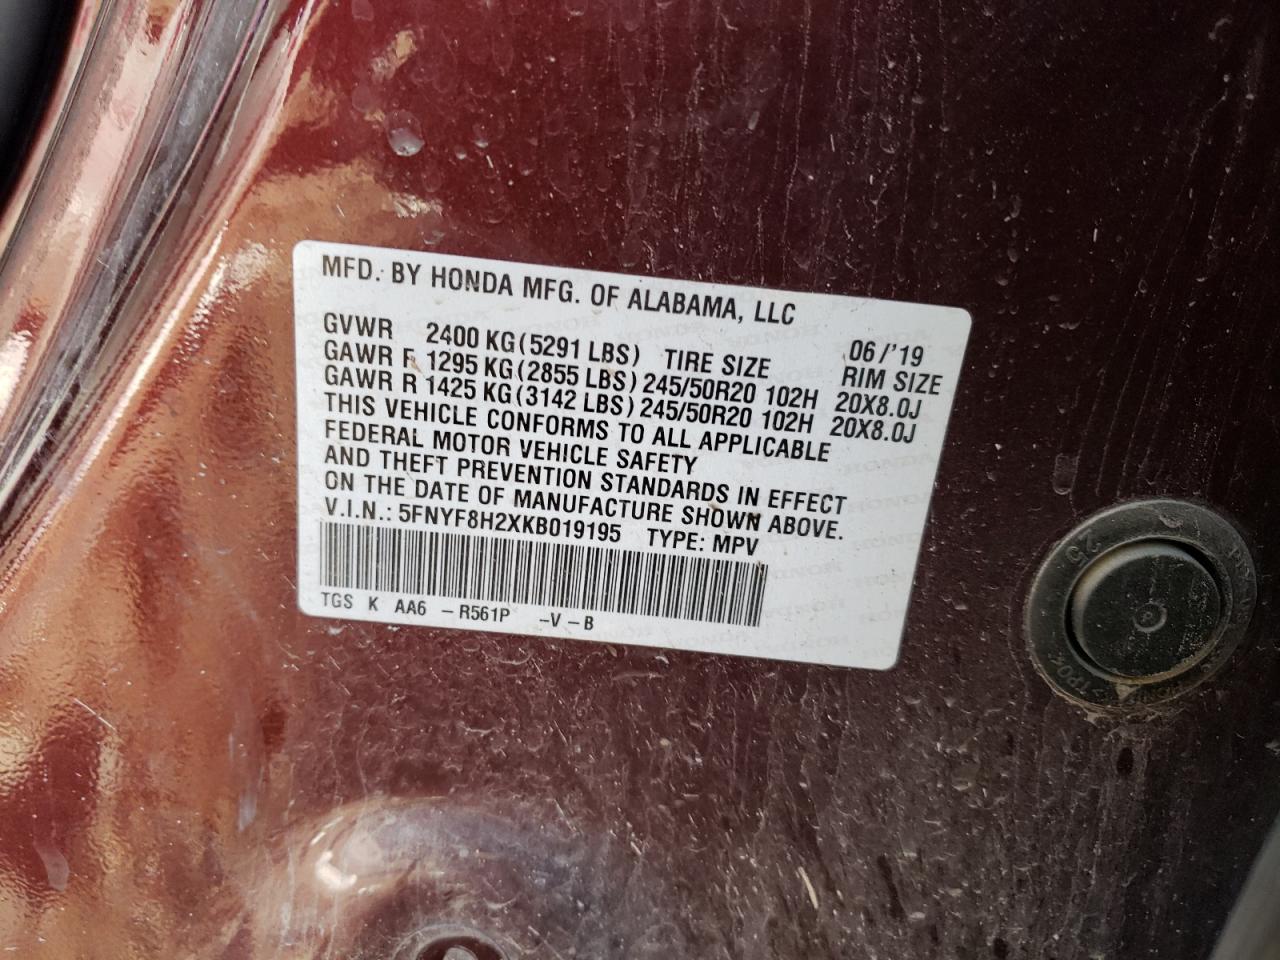 MFD. BY HONDA MFG. OF ALABAMA, LLC
06/'19
GVWR 2400 KG (5291 LBS) TIRE SIZE RIM SIZE
GAWR F 1295 KG (2855 LBS) 245/50R20 102H 20X8.0J
GAWR R 1425 KG (3142 LBS) 245/50R20 102H 20X8.0J
THIS VEHICLE CONFORMS TO ALL APPLICABLE
FEDERAL MOTOR VEHICLE SAFETY
AND THEFT PREVENTION STANDARDS IN EFFECT
ON THE DATE OF MANUFACTURE SHOWN ABOVE.
V.I.N.: 5FNYF8H2XKB019195 TYPE: MPV
TGS K AA6 -R561P -V-B
25